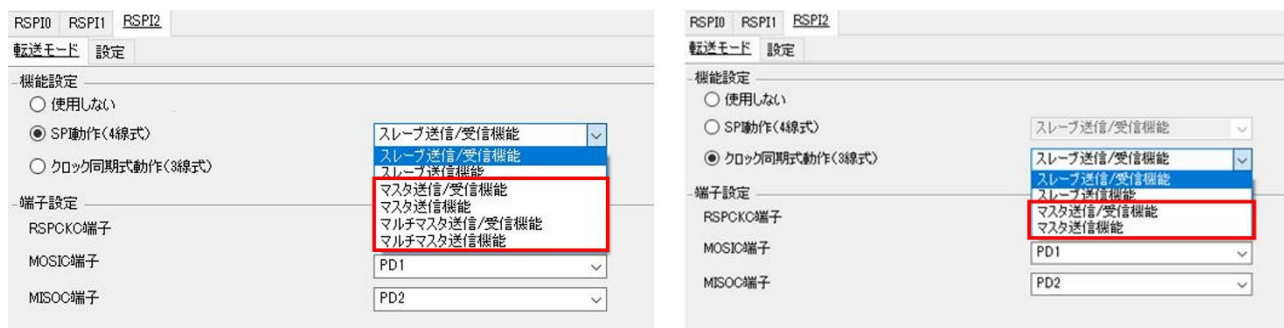 RSPI0 RSPI1 RSPI2
転送モード 設定
機能設定
使用しない
SPI動作(4線式)
スレーブ送信/受信機能
スレーブ送信/受信機能
スレーブ送信機能
クロック同期式動作(3線式)
マスタ送信/受信機能
マスタ送信機能
マルチマスタ送信/受信機能
マルチマスタ送信機能
端子設定
RSPCKC端子
MOSIC端子
PD1
MISOC端子
PD2
RSPI0 RSPI1 RSPI2
転送モード 設定
機能設定
使用しない
SPI動作(4線式)
スレーブ送信/受信機能
クロック同期式動作(3線式)
スレーブ送信/受信機能
スレーブ送信/受信機能
スレーブ送信機能
マスタ送信/受信機能
マスタ送信機能
端子設定
RSPCKC端子
MOSIC端子
PD1
MISOC端子
PD2